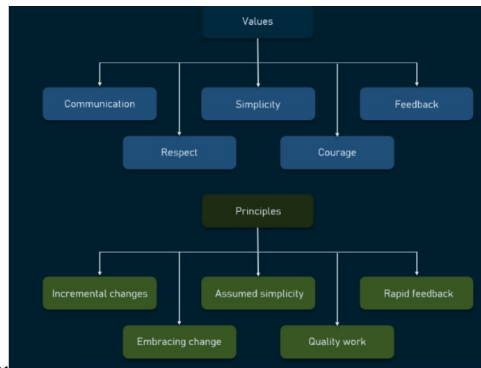 Values
Communication
Simplicity
Feedback
Respect
Courage
Principles
Incremental changes
Assumed simplicity
Rapid feedback
Embracing change
Quality work